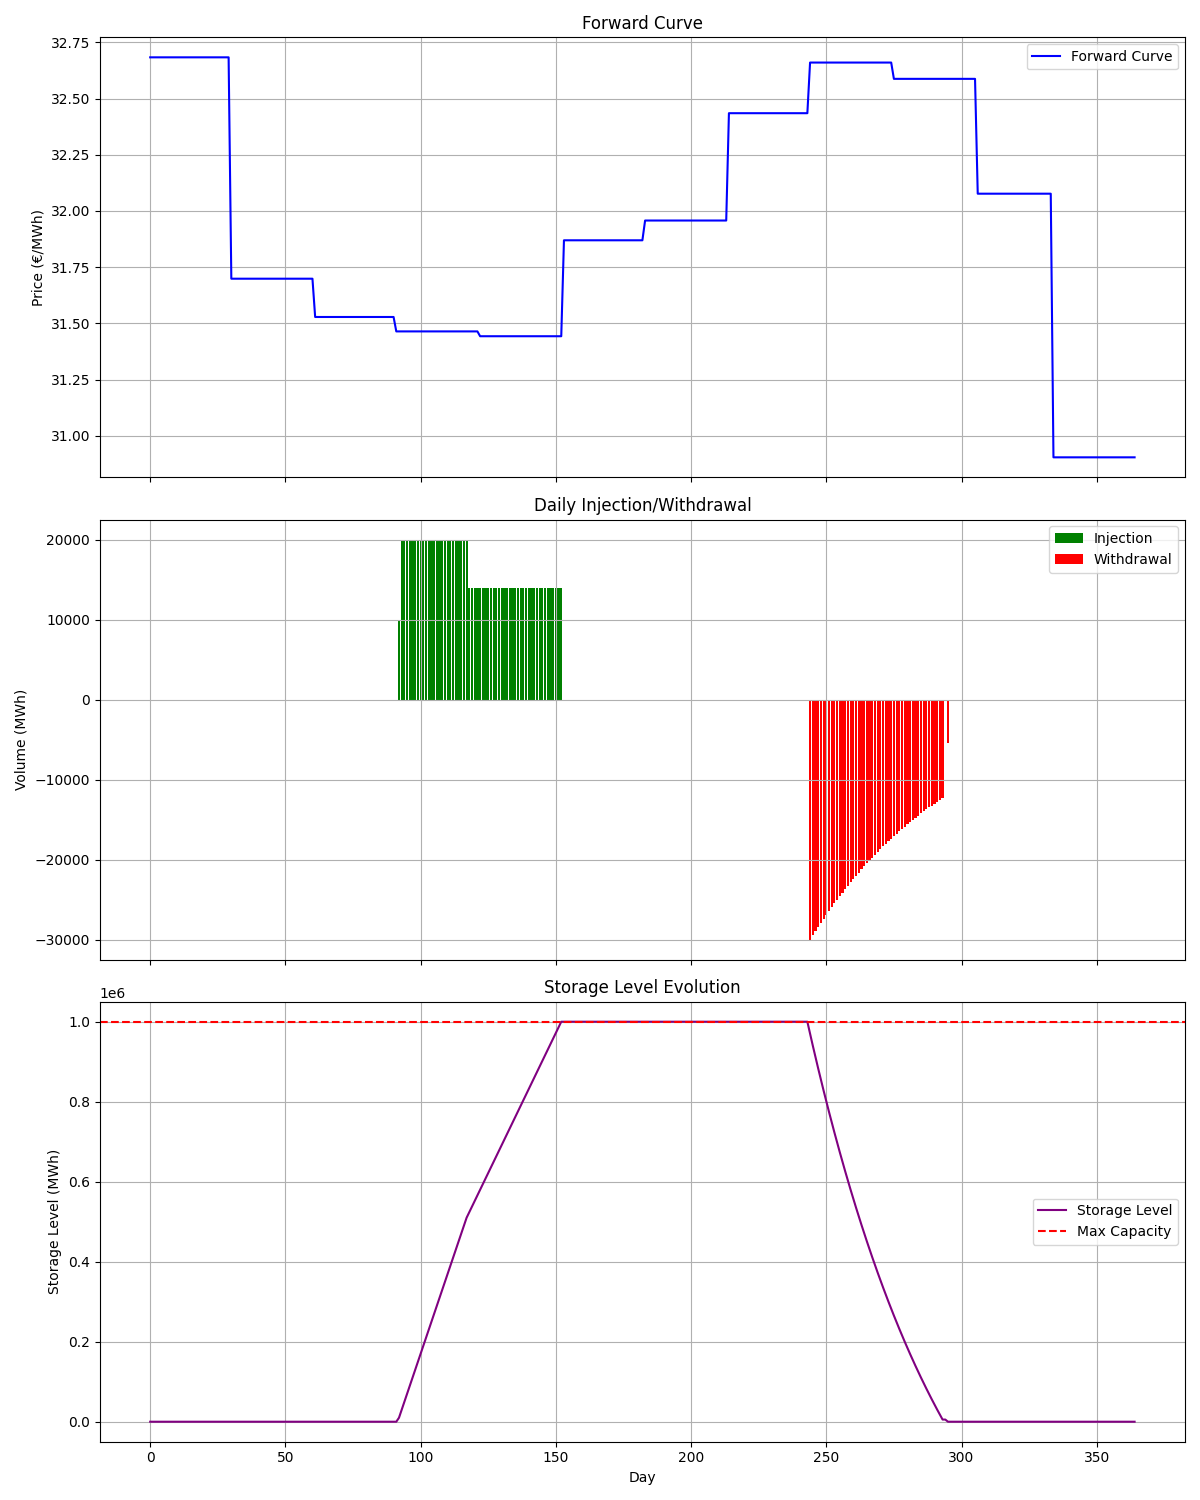 Forward Curve
Price (€/MWh)
32.75
32.50
32.25
32.00
31.75
31.50
31.25
31.00
Forward Curve
Daily Injection/Withdrawal
Volume (MWh)
20000
10000
0
−10000
−20000
−30000
Injection
Withdrawal
Storage Level Evolution
1e6
Storage Level (MWh)
1.0
0.8
0.6
0.4
0.2
0.0
Storage Level
Max Capacity
0 50 100 150 200 250 300 350
Day